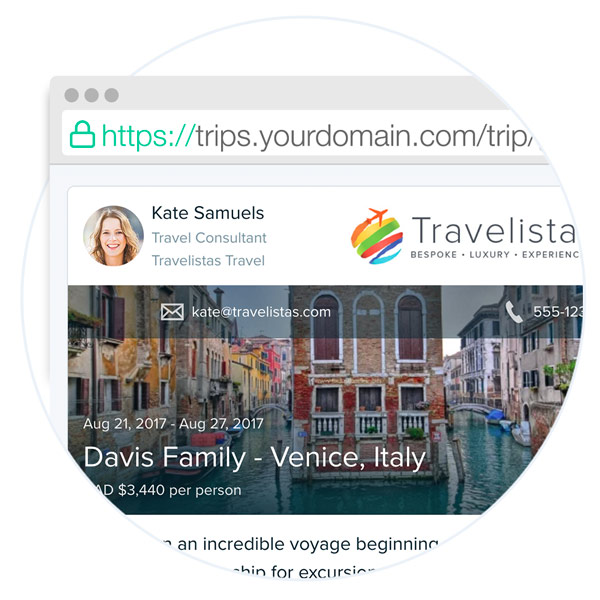 https://trips.yourdomain.com/trip/
Kate Samuels
Travel Consultant
Travelistas Travel
Travelista
BESPOKE • LUXURY • EXPERIENC
kate@travelistas.com
555-123
Aug 21, 2017 - Aug 27, 2017
Davis Family - Venice, Italy
AD $3,440 per person
an incredible voyage beginning
ship for excursion